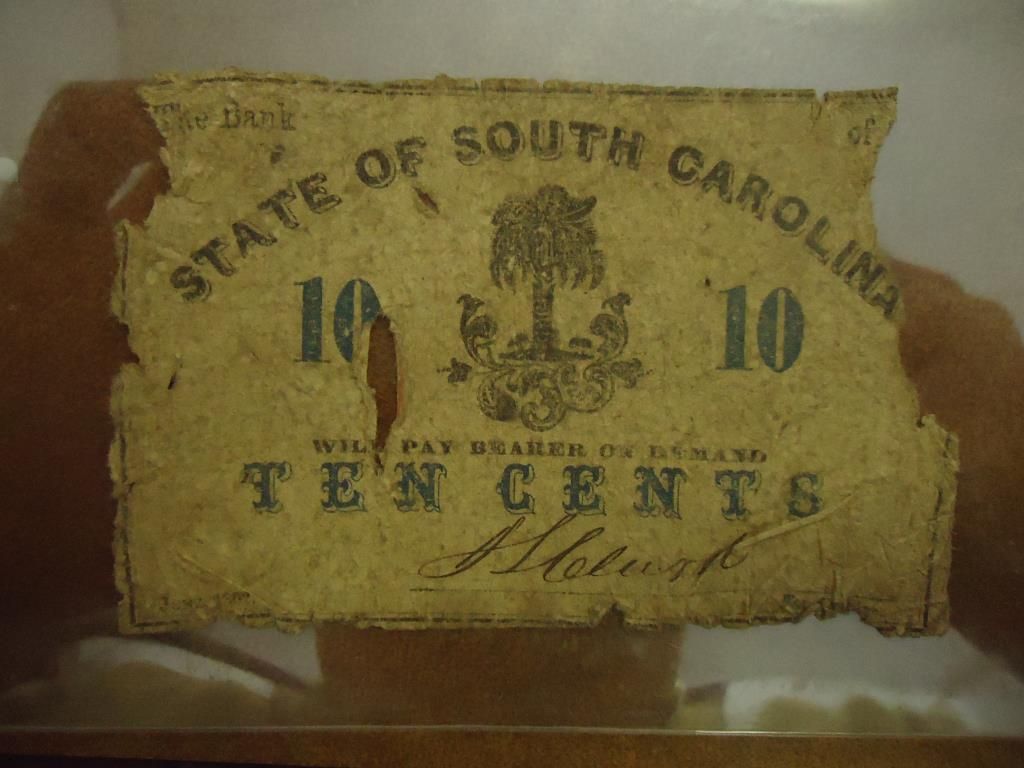 The Bank of
STATE OF SOUTH CAROLINA
10 10
WILL PAY BEARER ON DEMAND
TEN CENTS